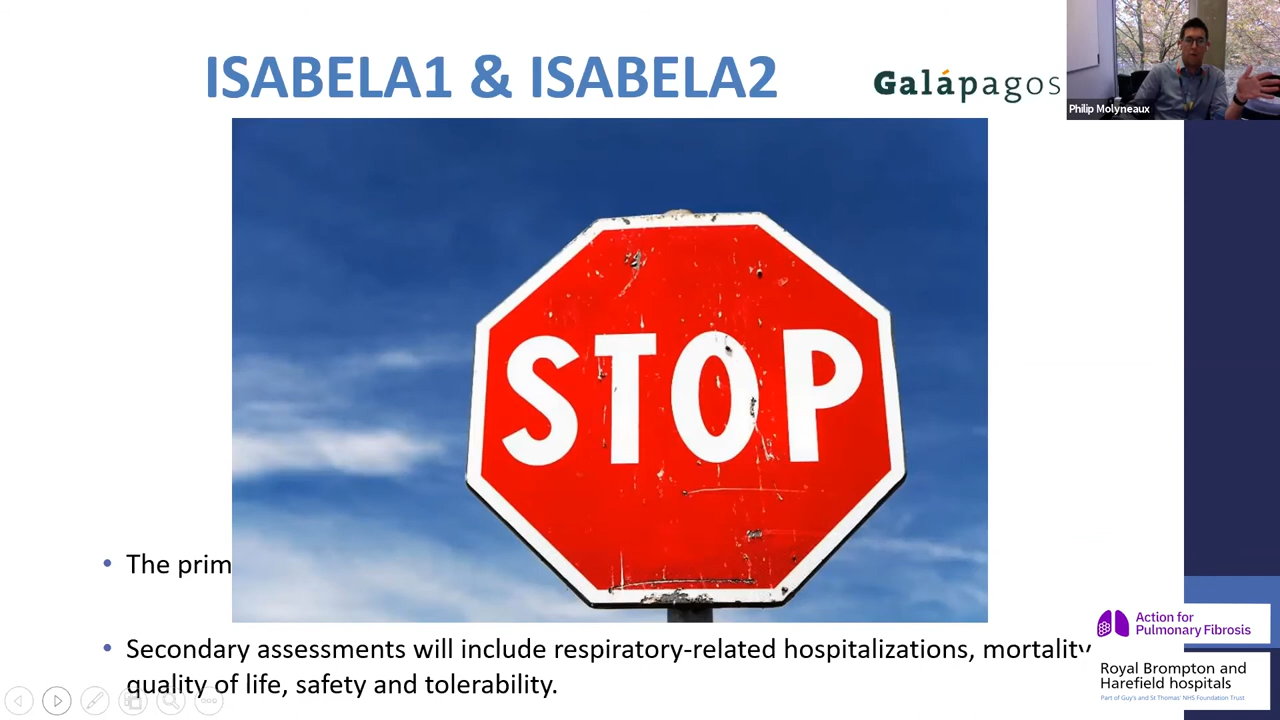 ISABELA1 & ISABELA2
Galápagos
Philip Molyneaux
STOP
• The prim
• Secondary assessments will include respiratory-related hospitalizations, mortality
quality of life, safety and tolerability.
Action for
Pulmonary Fibrosis
Royal Brompton and
Harefield hospitals
Part of Guy's and St Thomas' NHS Foundation Trust